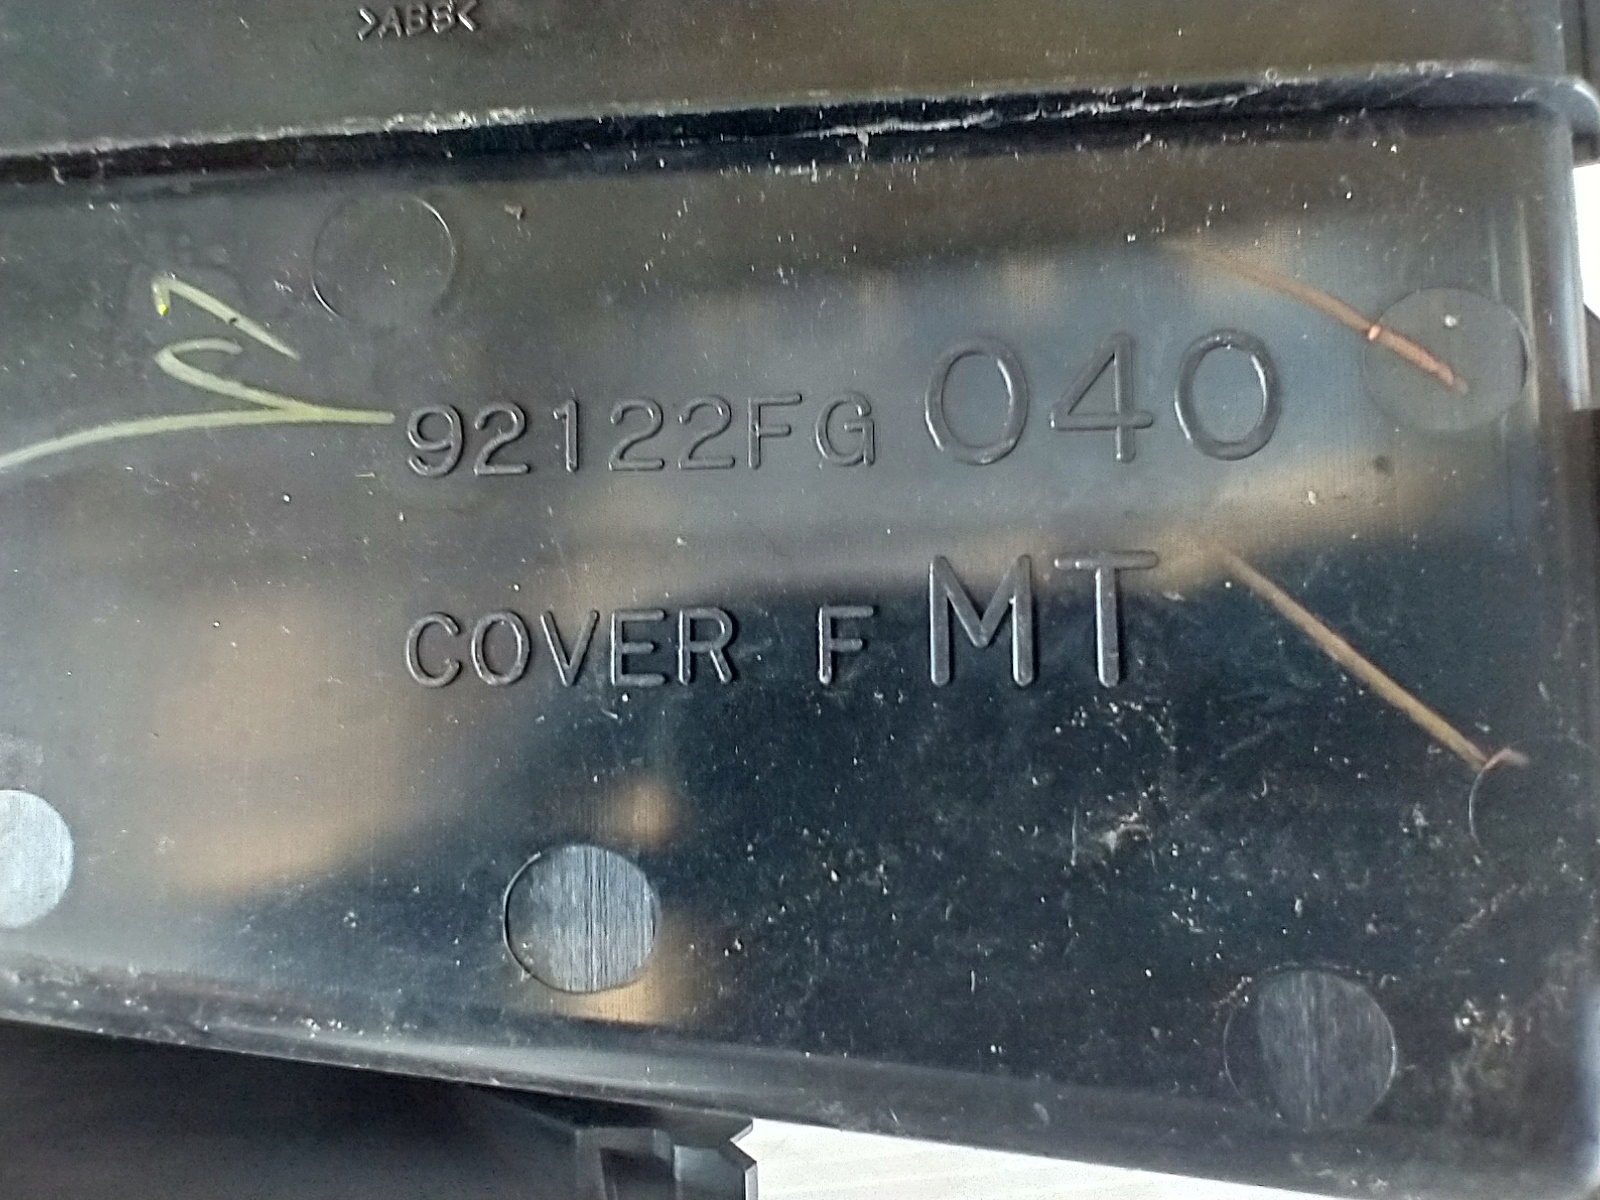 >ABS<
92122FG 040
COVER F MT